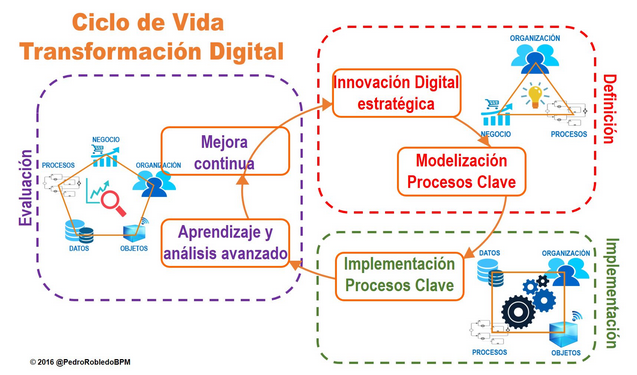 Ciclo de Vida
Transformación Digital
Definición
ORGANIZACIÓN
NEGOCIO
PROCESOS
Innovación Digital
estratégica
Modelización
Procesos Clave
Implementación
DATOS
ORGANIZACIÓN
PROCESOS
OBJETOS
Implementación
Procesos Clave
Evaluación
NEGOCIO
PROCESOS
ORGANIZACIÓN
DATOS
OBJETOS
Aprendizaje y
análisis avanzado
Mejora
continua
© 2016 @PedroRobledoBPM